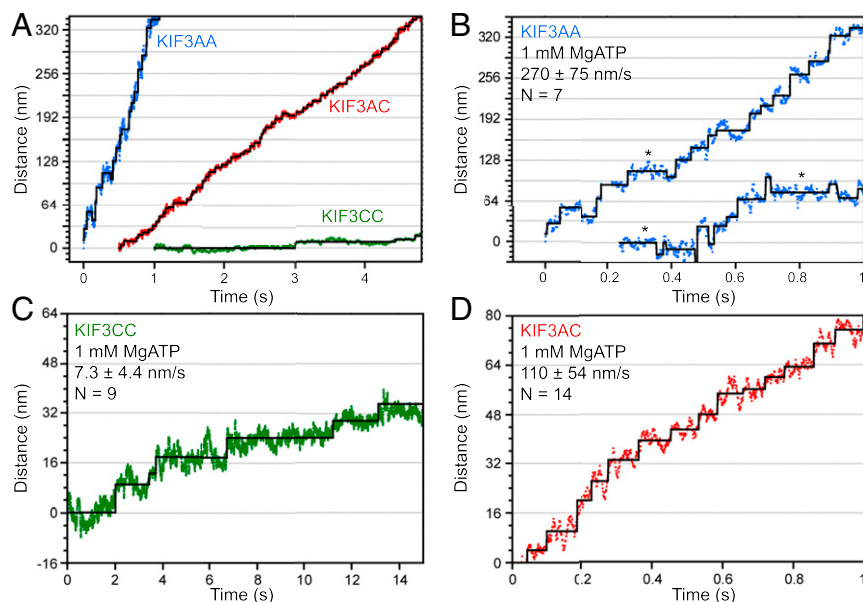 A
320
256
192
128
64
0
Distance (nm)
KIF3AA
KIF3AC
KIF3CC
0
1
2
3
4
Time (s)
B
320
256
192
128
64
0
Distance (nm)
KIF3AA
1 mM MgATP
270 ± 75 nm/s
N = 7
*
*
*
0
0.2
0.4
0.6
0.8
1
Time (s)
C
64
48
32
16
0
-16
Distance (nm)
KIF3CC
1 mM MgATP
7.3 ± 4.4 nm/s
N = 9
0
2
4
6
8
10
12
14
Time (s)
D
80
64
48
32
16
0
Distance (nm)
KIF3AC
1 mM MgATP
110 ± 54 nm/s
N = 14
0
0.2
0.4
0.6
0.8
1
Time (s)